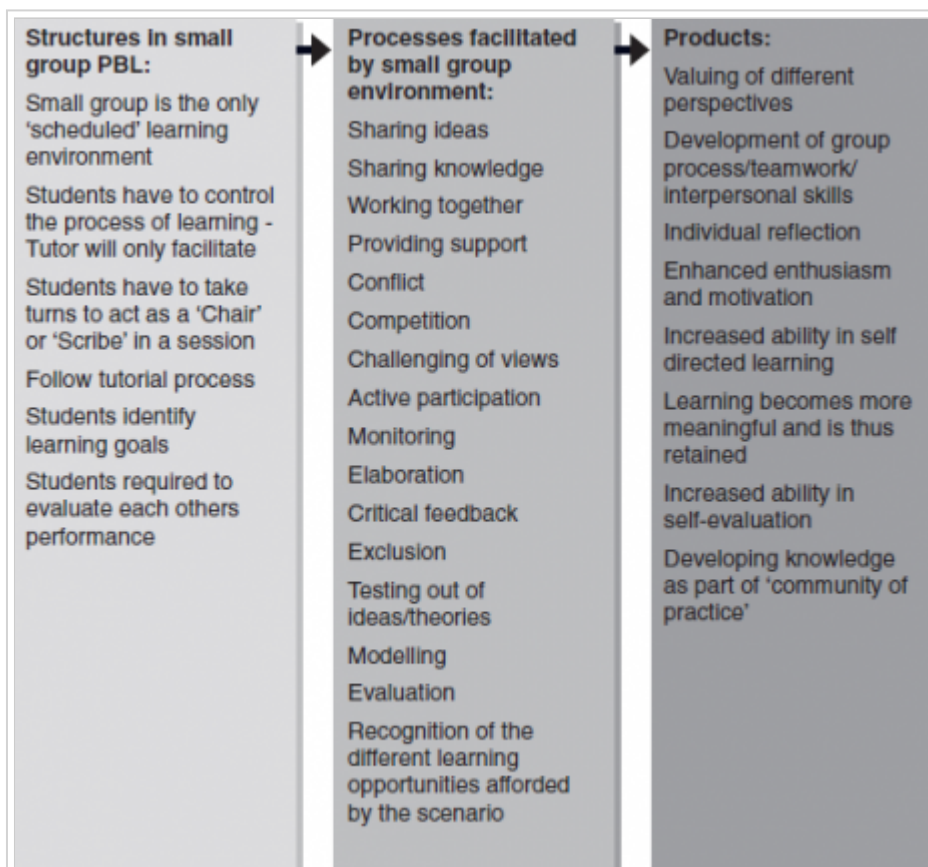 Structures in small
group PBL:
Small group is the only
‘scheduled’ learning
environment
Students have to control
the process of learning -
Tutor will only facilitate
Students have to take
turns to act as a ‘Chair’
or ‘Scribe’ in a session
Follow tutorial process
Students identify
learning goals
Students required to
evaluate each others
performance
Processes facilitated
by small group
environment:
Sharing ideas
Sharing knowledge
Working together
Providing support
Conflict
Competition
Challenging of views
Active participation
Monitoring
Elaboration
Critical feedback
Exclusion
Testing out of
ideas/theories
Modelling
Evaluation
Recognition of the
different learning
opportunities afforded
by the scenario
Products:
Valuing of different
perspectives
Development of group
process/teamwork/
interpersonal skills
Individual reflection
Enhanced enthusiasm
and motivation
Increased ability in self
directed learning
Learning becomes more
meaningful and is thus
retained
Increased ability in
self-evaluation
Developing knowledge
as part of ‘community of
practice’